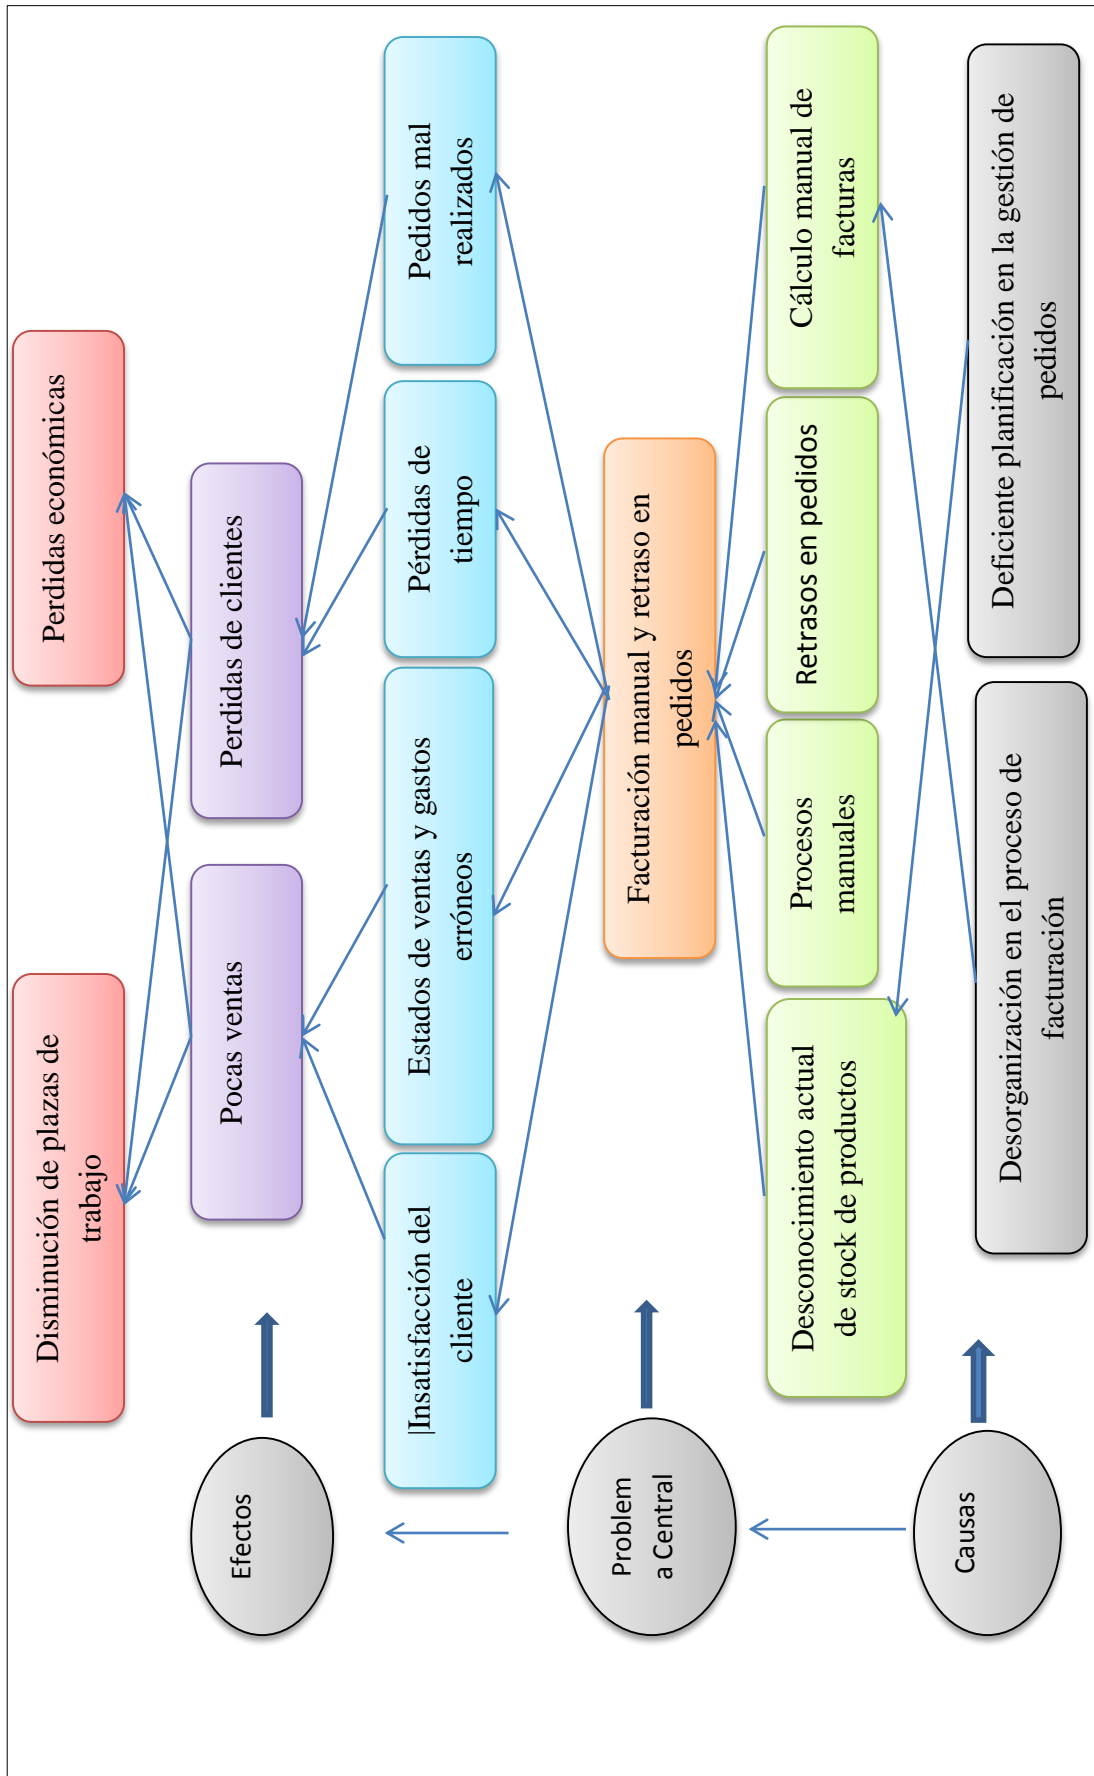 Efectos
Disminución de plazas de
trabajo
Perdidas económicas
Pocas ventas
Perdidas de clientes
|Insatisfacción del
cliente
Estados de ventas y gastos
erróneos
Pérdidas de
tiempo
Pedidos mal
realizados
Problem
a Central
Facturación manual y retraso en
pedidos
Desconocimiento actual
de stock de productos
Procesos
manuales
Retrasos en pedidos
Cálculo manual de
facturas
Causas
Desorganización en el proceso de
facturación
Deficiente planificación en la gestión de
pedidos